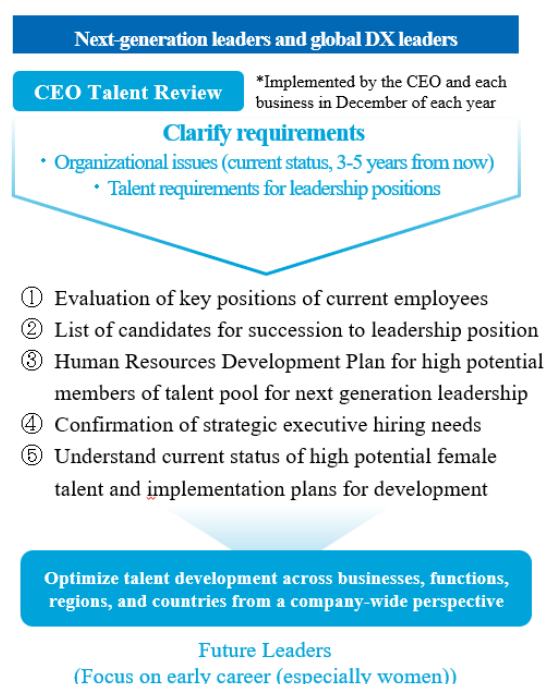 Next-generation leaders and global DX leaders
CEO Talent Review
*Implemented by the CEO and each
business in December of each year
Clarify requirements
・Organizational issues (current status, 3-5 years from now)
・Talent requirements for leadership positions
① Evaluation of key positions of current employees
② List of candidates for succession to leadership position
③ Human Resources Development Plan for high potential
members of talent pool for next generation leadership
④ Confirmation of strategic executive hiring needs
⑤ Understand current status of high potential female
talent and implementation plans for development
Optimize talent development across businesses, functions,
regions, and countries from a company-wide perspective
Future Leaders
(Focus on early career (especially women))